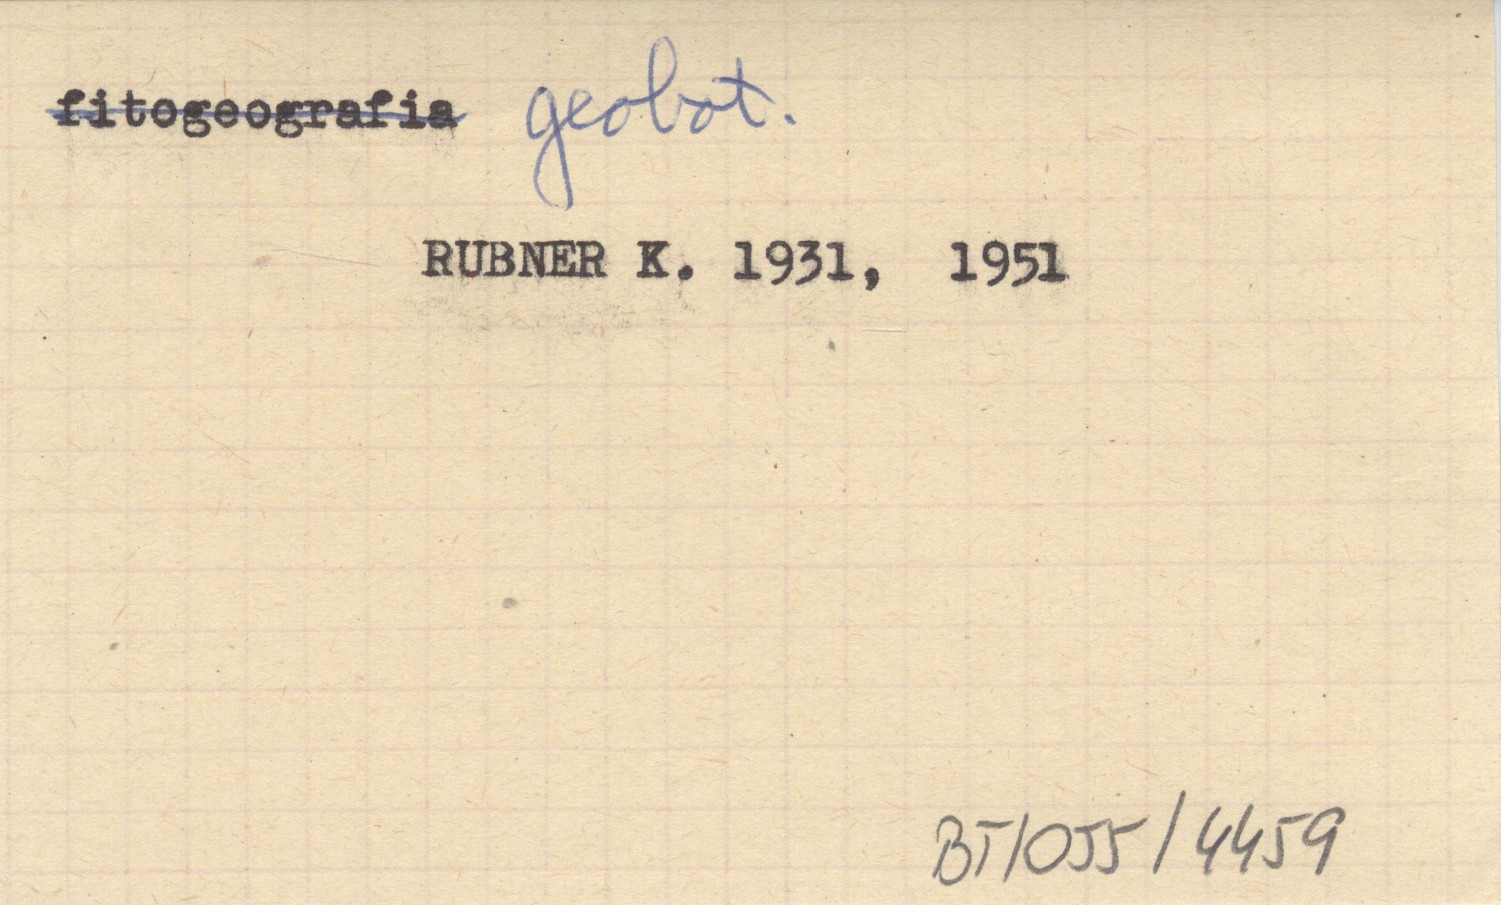 fitogeografia geobot.
RUBNER K. 1931, 1951
BT/055/4459